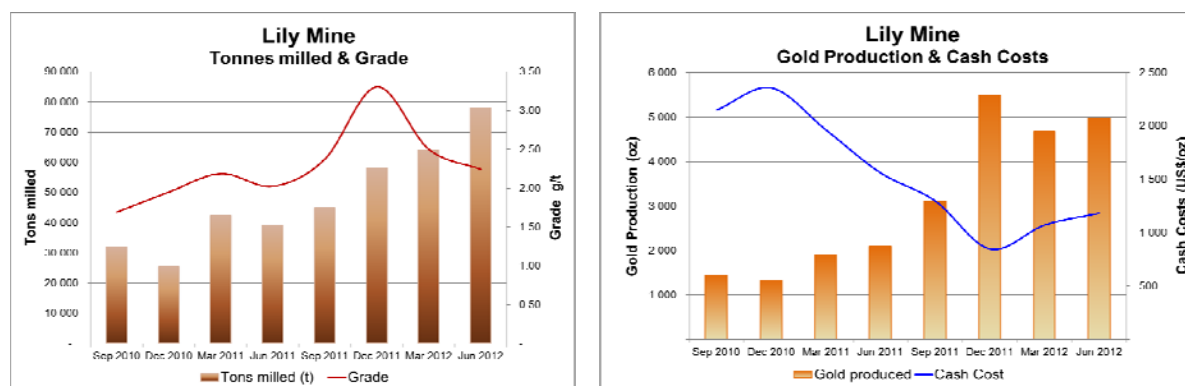 Lily Mine
Tonnes milled & Grade
90 000
80 000
70 000
60 000
50 000
40 000
30 000
20 000
10 000
-
Tons milled
3.50
3.00
2.50
2.00
1.50
1.00
0.50
-
Grade g/t
Sep 2010 Dec 2010 Mar 2011 Jun 2011 Sep 2011 Dec 2011 Mar 2012 Jun 2012
Tons milled (t) Grade
Lily Mine
Gold Production & Cash Costs
6 000
5 000
4 000
3 000
2 000
1 000
Gold Production (oz)
2 500
2 000
1 500
1 000
500
Cash Costs (US$/oz)
Sep 2010 Dec 2010 Mar 2011 Jun 2011 Sep 2011 Dec 2011 Mar 2012 Jun 2012
Gold produced Cash Cost